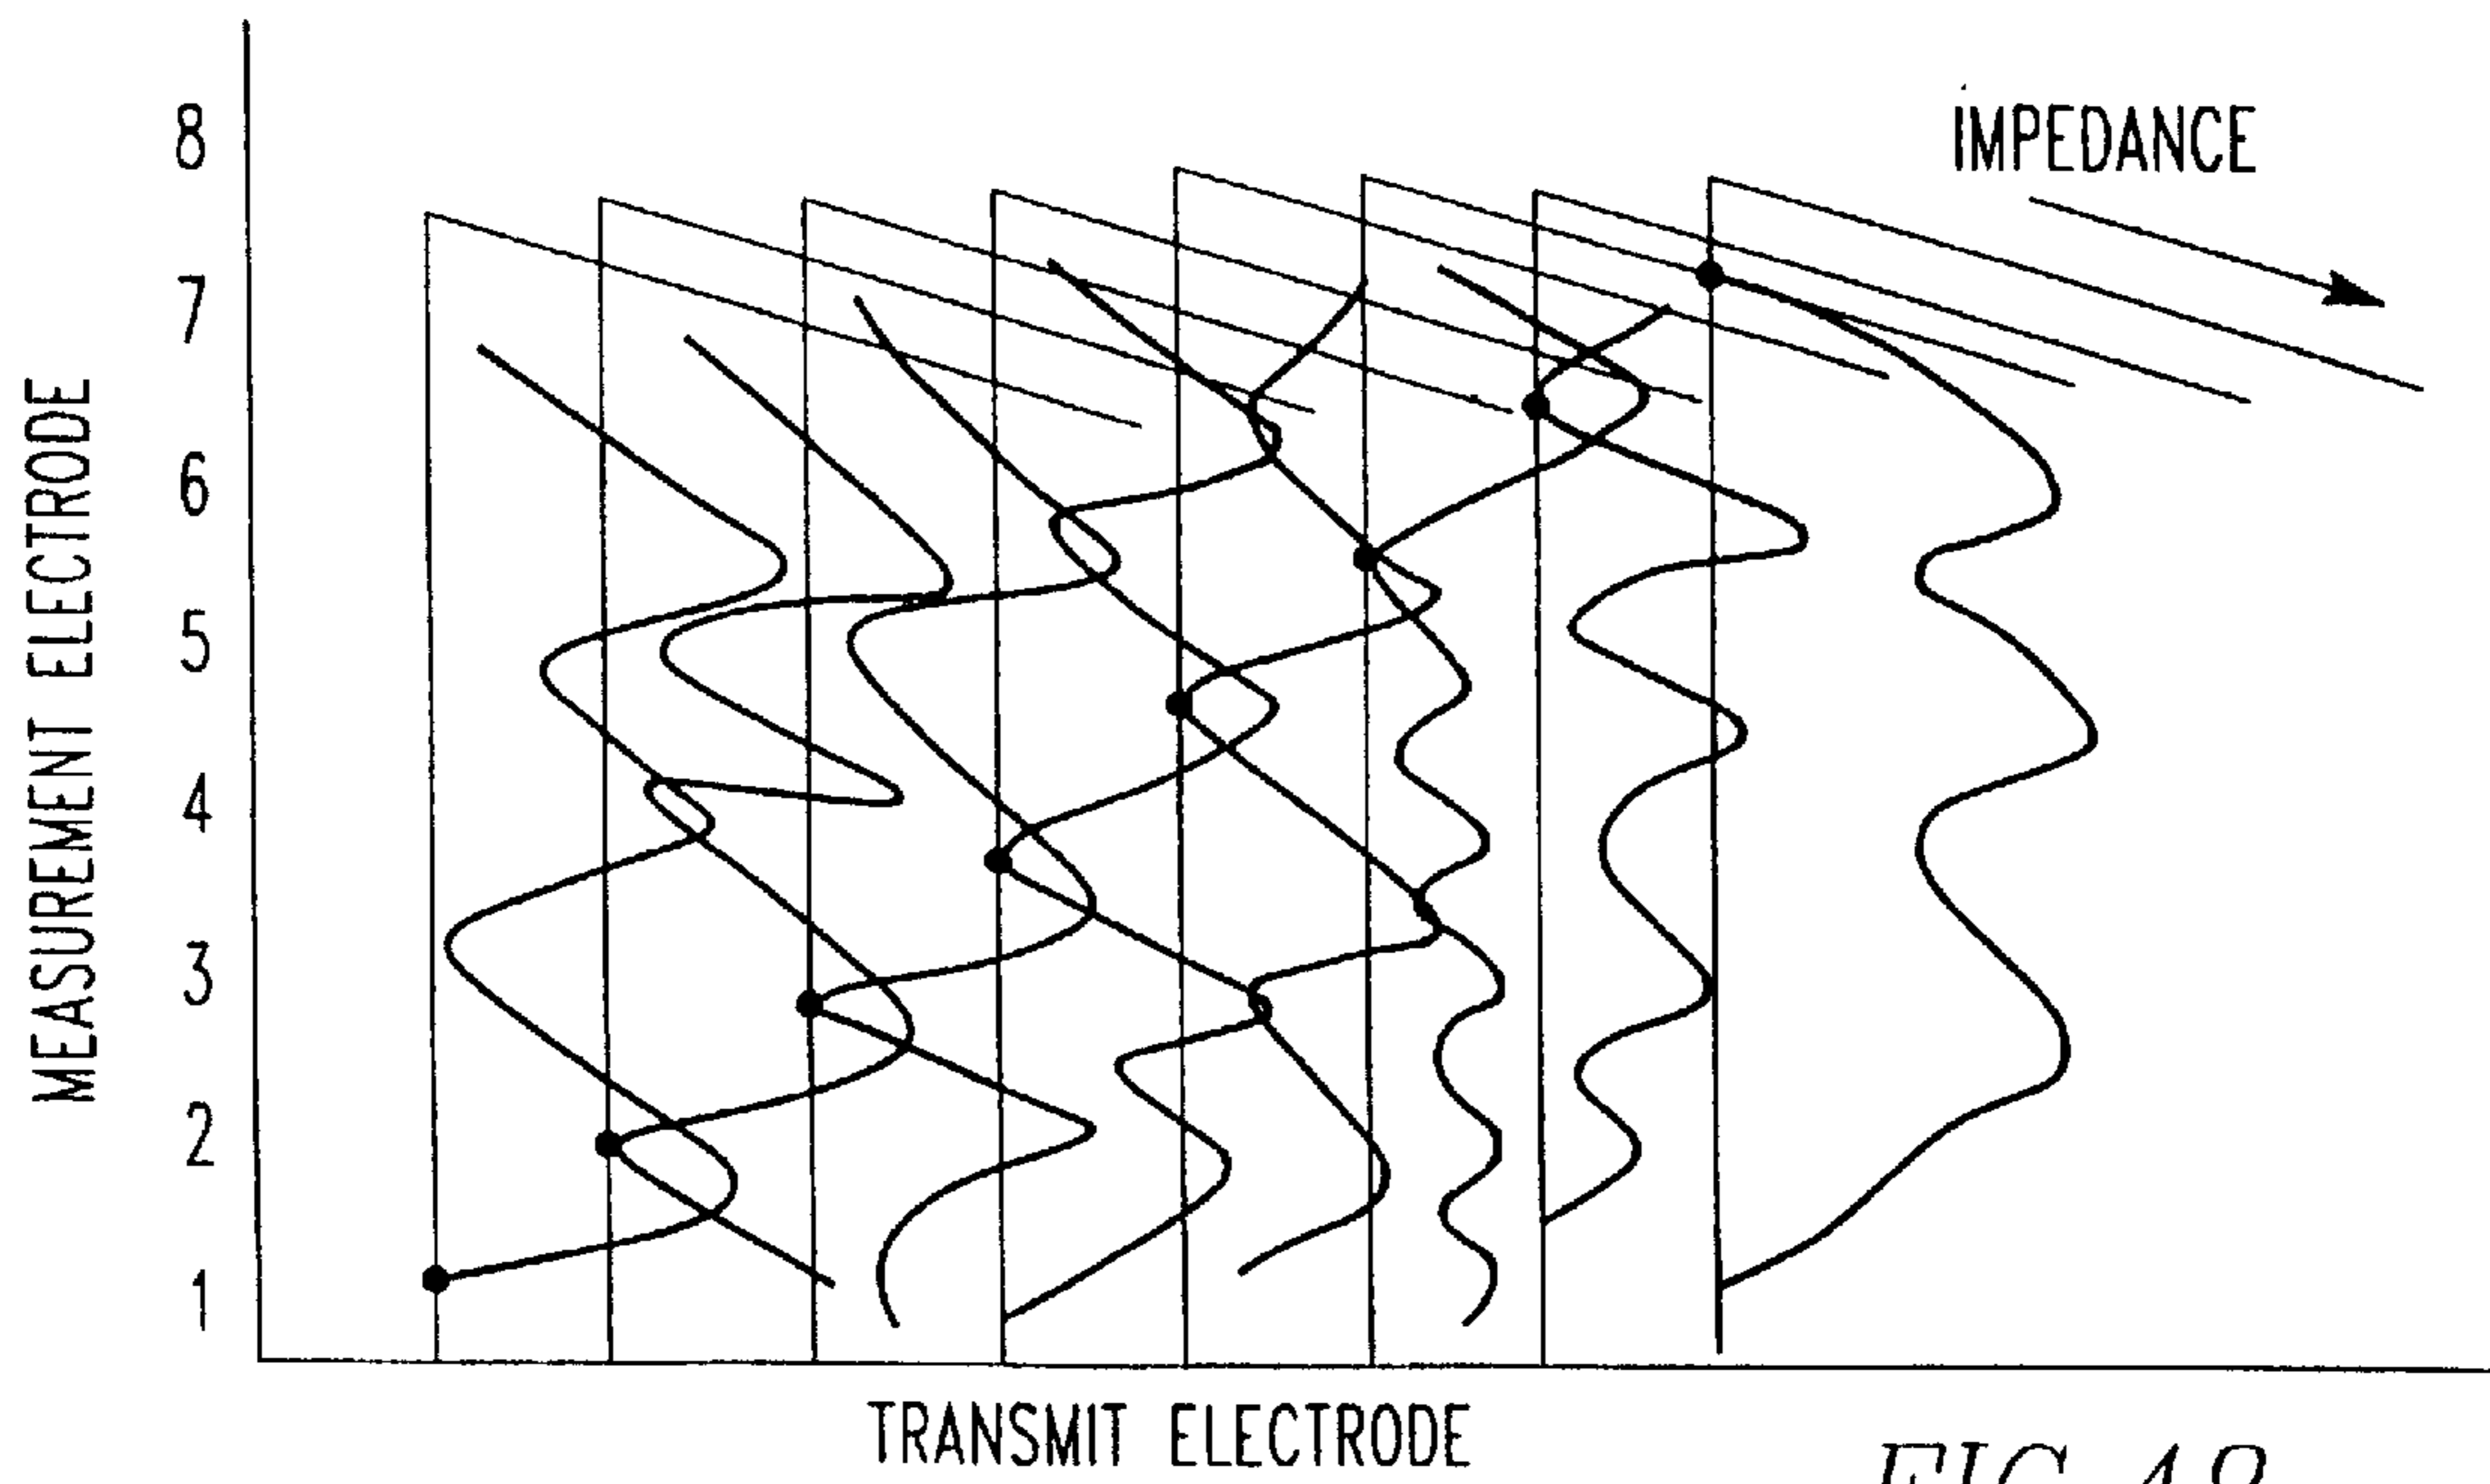 IMPEDANCE
MEASUREMENT ELECTRODE
8
7
6
5
4
3
2
1
TRANSMIT ELECTRODE